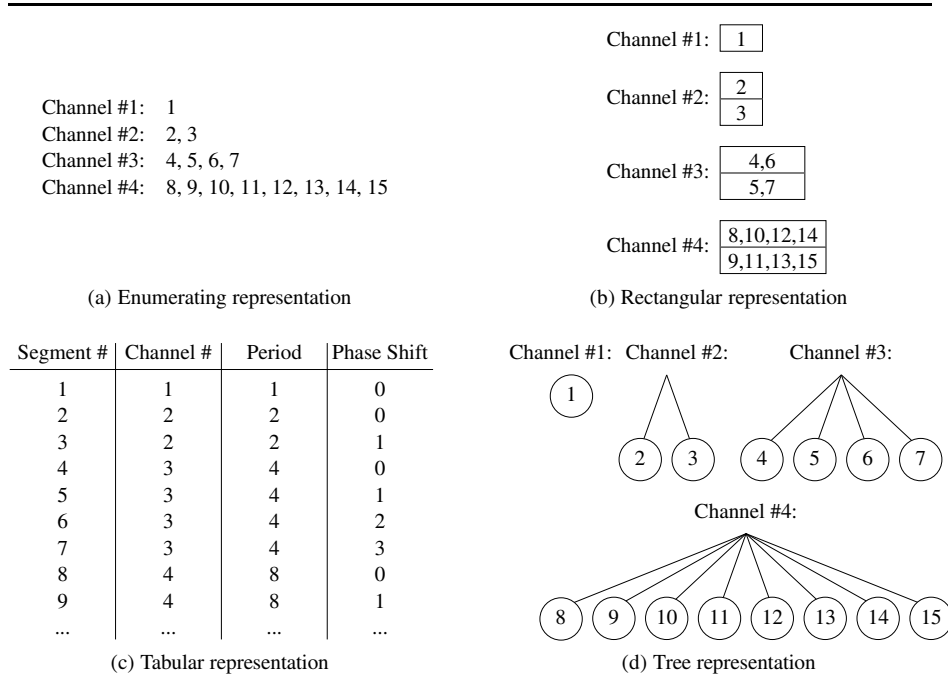 Channel #1: 1
Channel #2: 2, 3
Channel #3: 4, 5, 6, 7
Channel #4: 8, 9, 10, 11, 12, 13, 14, 15
(a) Enumerating representation
Channel #1: 1
Channel #2: 2
3
Channel #3: 4,6
5,7
Channel #4: 8,10,12,14
9,11,13,15
(b) Rectangular representation
Segment # Channel # Period Phase Shift
1 1 1 0
2 2 2 0
3 2 2 1
4 3 4 0
5 3 4 1
6 3 4 2
7 3 4 3
8 4 8 0
9 4 8 1
... ... ... ...
(c) Tabular representation
Channel #1: Channel #2: Channel #3:
1
2 3 4 5 6 7
Channel #4:
8 9 10 11 12 13 14 15
(d) Tree representation